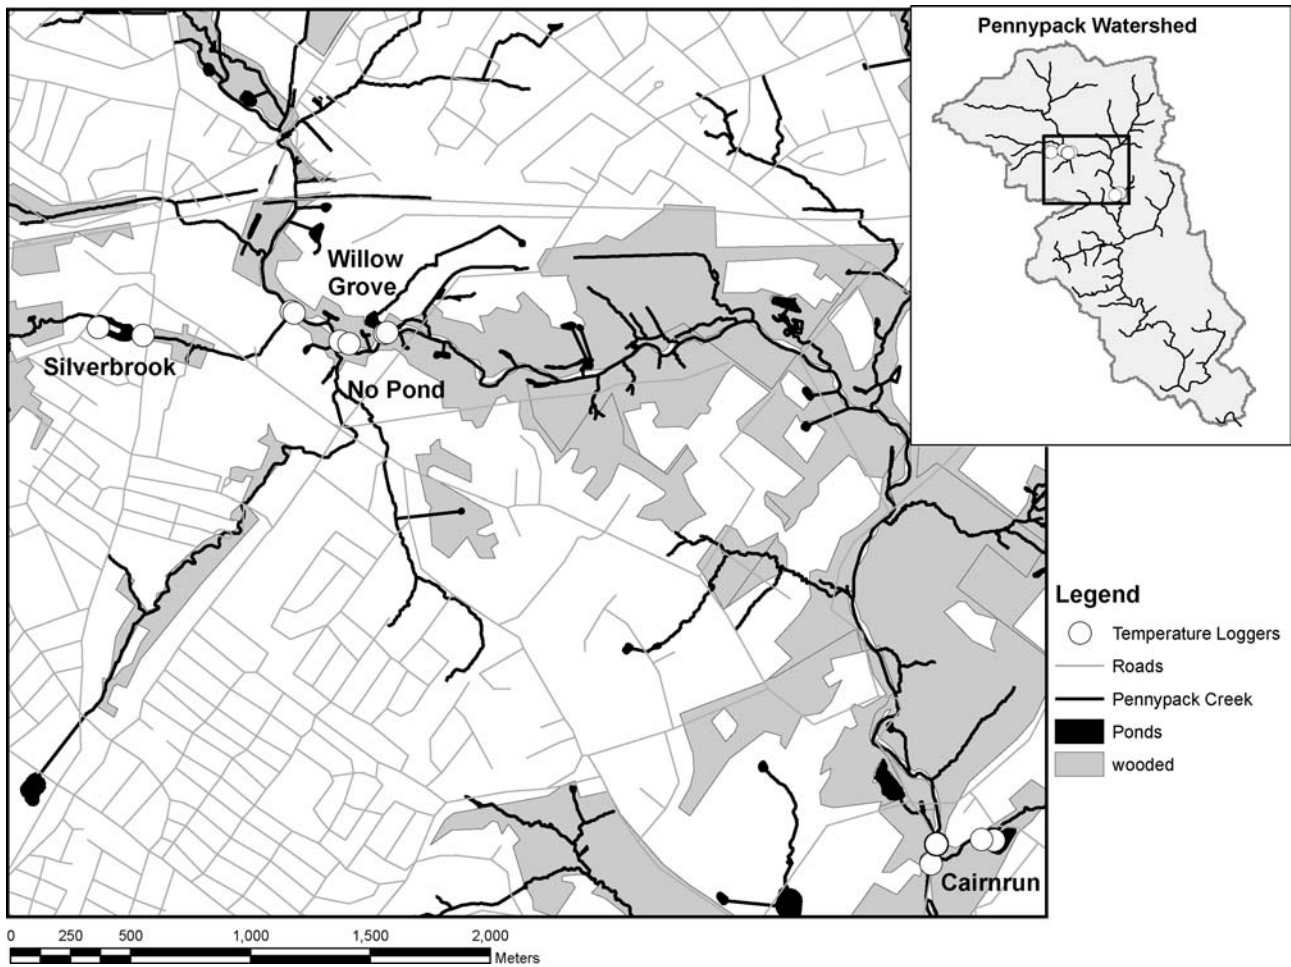 Pennypack Watershed
Willow
Grove
Silverbrook
No Pond
Cairnrun
Legend
Temperature Loggers
Roads
Pennypack Creek
Ponds
wooded
0 250 500 1,000 1,500 2,000
Meters